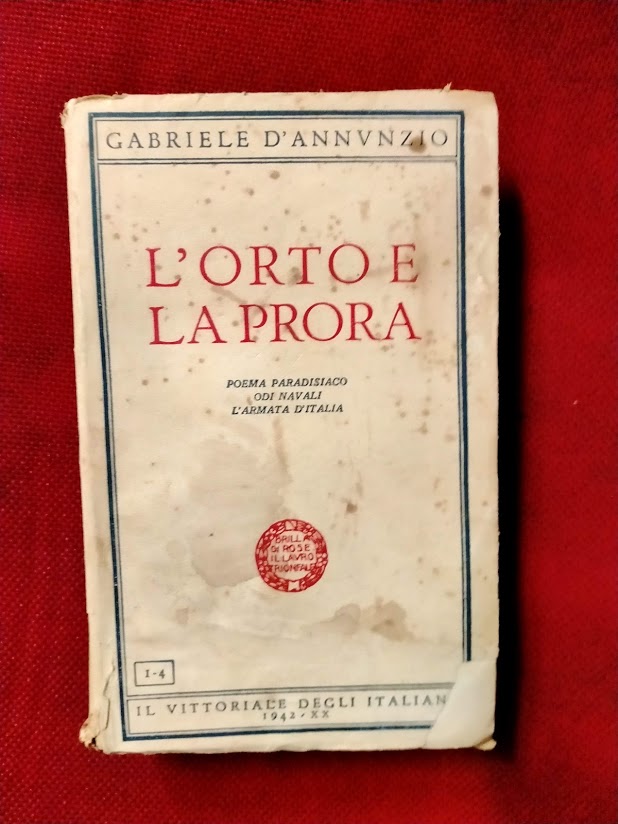 GABRIELE D'ANNVNZIO
L'ORTO E
LA PRORA
POEMA PARADISIACO
ODI NAVALI
L'ARMATA D'ITALIA
BRILLA
DI ROSE
IL LAVRO
TRIONFALE
I-4
IL VITTORIALE DEGLI ITALIAN
1942 - XX